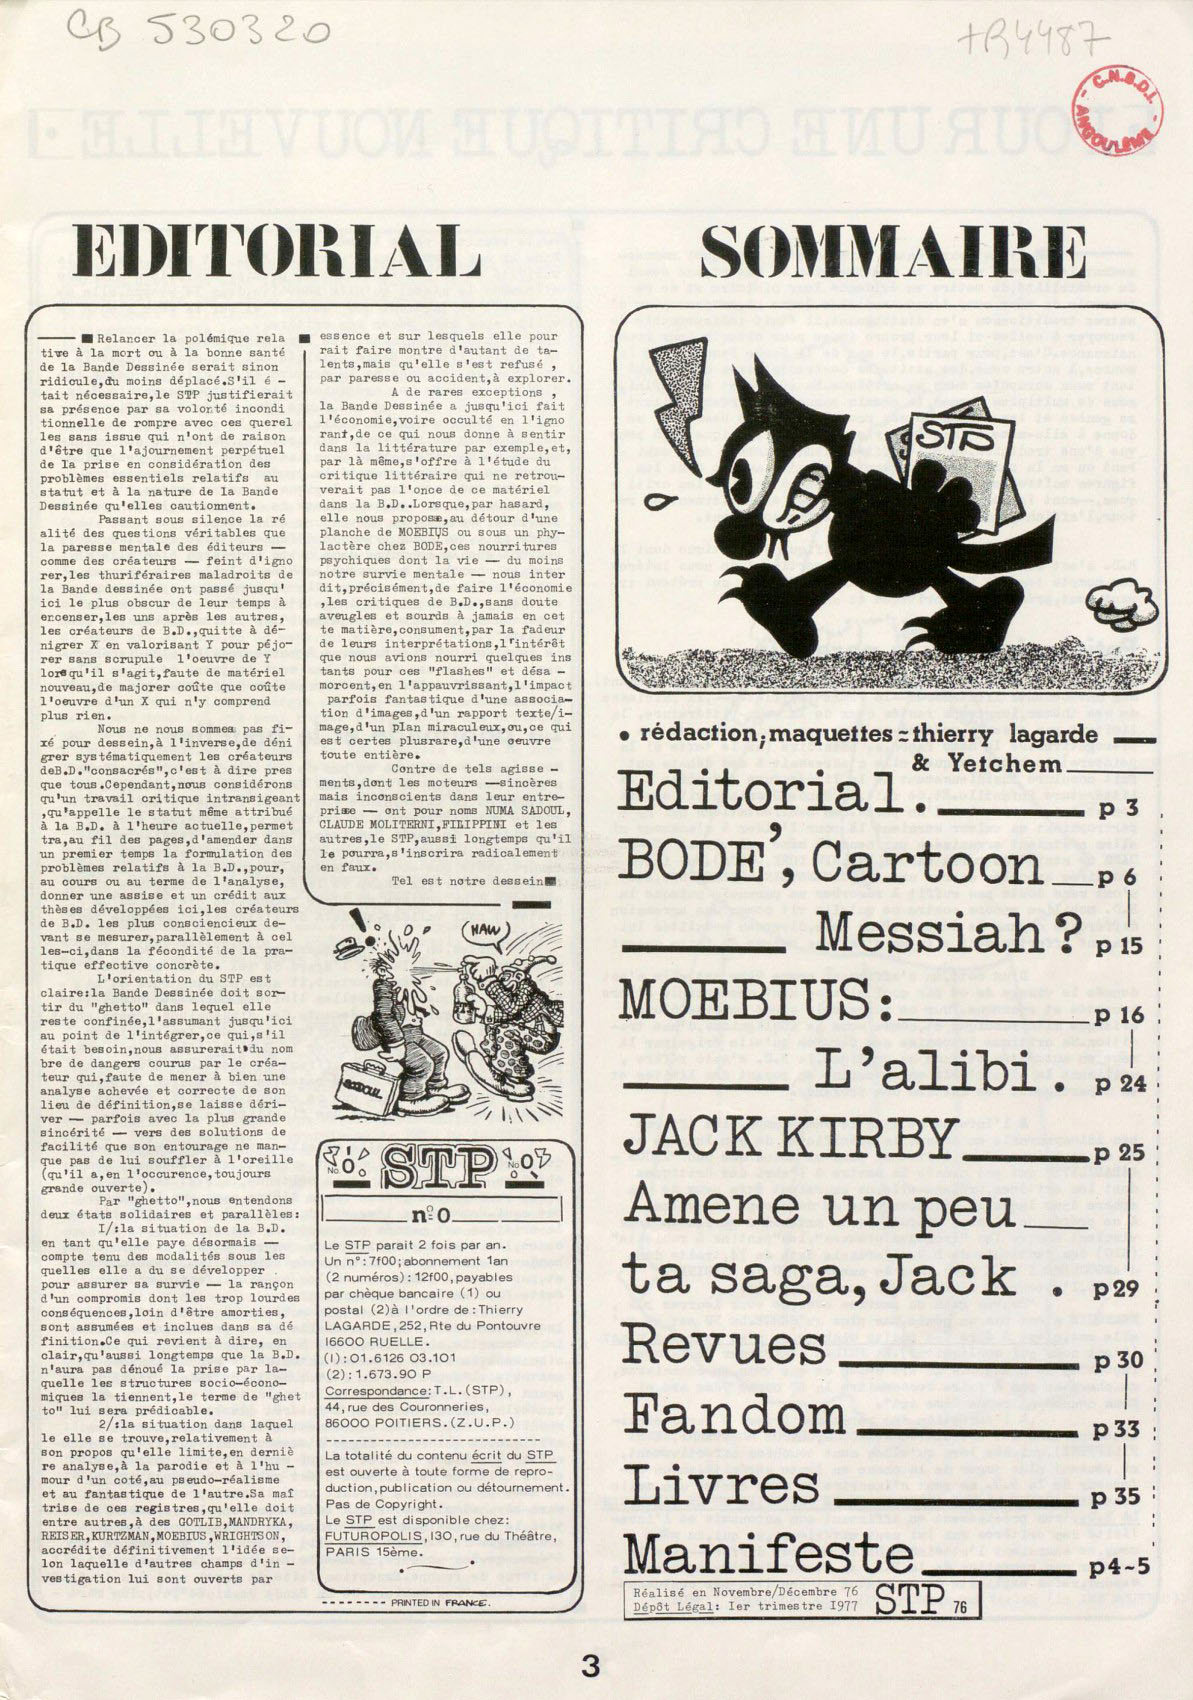 CB 530320
+R4487
C.N.B.D.I.
ANGOULÊME
EDITORIAL
Relancer la polémique rela
tive à la mort ou à la bonne santé
de la Bande Dessinée serait sinon
ridicule,du moins déplacé.S'il é -
tait nécessaire,le STP justifierait
sa présence par sa volonté incondi
tionnelle de rompre avec ces querel
les sans issue qui n'ont de raison
d'être que l'ajournement perpétuel
de la prise en considération des
problèmes essentiels relatifs au
statut et à la nature de la Bande
Dessinée qu'elles cautionnent.
Passant sous silence la ré
alité des questions véritables que
la paresse mentale des éditeurs —
comme des créateurs — feint d'igno
rer,les thuriféraires maladroits de
la Bande dessinée ont passé jusqu'
ici le plus obscur de leur temps à
encenser,les uns après les autres,
les créateurs de B.D.,quitte à dé-
nigrer X en valorisant Y pour péjo-
rer sans scrupule l'oeuvre de Y
lorsqu'il s'agit,faute de matériel
nouveau,de majorer coûte que coûte
l'oeuvre d'un X qui n'y comprend
plus rien.
Nous ne nous sommes pas fi-
xé pour dessein,à l'inverse,de déni
grer systématiquement les créateurs
deB.D."consacrés",c'est à dire pres
que tous.Cependant,nous considérons
qu'un travail critique intransigeant
,qu'appelle le statut même attribué
à la B.D. à l'heure actuelle,permet
tra,au fil des pages,d'amender dans
un premier temps la formulation des
problèmes relatifs à la B.D.,pour,
au cours ou au terme de l'analyse,
donner une assise et un crédit aux
thèses développées ici,les créateurs
de B.D. les plus consciencieux de-
vant se mesurer,parallèlement à cel
les-ci,dans la fécondité de la pra-
tique effective concrète.
L'orientation du STP est
claire:la Bande Dessinée doit sor-
tir du "ghetto" dans lequel elle
reste confinée,l'assumant jusqu'ici
au point de l'intégrer,ce qui,s'il
était besoin,nous assurerait du nom
bre de dangers courus par le créa-
teur qui,faute de mener à bien une
analyse achevée et correcte de son
lieu de définition,se laisse déri-
ver — parfois avec la plus grande
sincérité — vers des solutions de
facilité que son entourage ne man-
que pas de lui souffler à l'oreille
(qu'il a,en l'occurence,toujours
grande ouverte).
Par "ghetto",nous entendons
deux états solidaires et parallèles:
I/:la situation de la B.D.
en tant qu'elle paye désormais —
compte tenu des modalités sous les
quelles elle a du se développer
pour assurer sa survie — la rançon
d'un compromis dont les trop lourdes
conséquences,loin d'être amorties,
sont assumées et inclues dans sa dé
finition.Ce qui revient à dire, en
clair,qu'aussi longtemps que la B.D.
n'aura pas dénoué la prise par la-
quelle les structures socio-écono-
miques la tiennent,le terme de "ghet
to" lui sera prédicable.
2/:la situation dans laquel
le elle se trouve,relativement à
son propos qu'elle limite,en derniè
re analyse,à la parodie et à l'hu -
mour d'un coté,au pseudo-réalisme
et au fantastique de l'autre.Sa maî
trise de ces registres,qu'elle doit
entre autres,à des GOTLIB,MANDRYKA,
REISER,KURTZMAN,MOEBIUS,WRIGHTSON,
accrédite définitivement l'idée se-
lon laquelle d'autres champs d'in -
vestigation lui sont ouverts par
essence et sur lesquels elle pour
rait faire montre d'autant de ta-
lents,mais qu'elle s'est refusé ,
par paresse ou accident,à explorer.
A de rares exceptions ,
la Bande Dessinée a jusqu'ici fait
l'économie,voire occulté en l'igno
rant,de ce qui nous donne à sentir
dans la littérature par exemple,et,
par là même,s'offre à l'étude du
critique littéraire qui ne retrou-
verait pas l'once de ce matériel
dans la B.D..Lorsque,par hasard,
elle nous propose,au détour d'une
planche de MOEBIUS ou sous un phy-
lactère chez BODE,ces nourritures
psychiques dont la vie — du moins
notre survie mentale — nous inter
dit,précisément,de faire l'économie
,les critiques de B.D.,sans doute
aveugles et sourds à jamais en cet
te matière,consument,par la fadeur
de leurs interprétations,l'intérêt
que nous avions nourri quelques ins
tants pour ces "flashes" et désa -
morcent,en l'appauvrissant,l'impact
parfois fantastique d'une associa-
tion d'images,d'un rapport texte/i-
mage,d'un plan miraculeux,ou,ce qui
est certes plusrare,d'une oeuvre
toute entière.
Contre de tels agisse -
ments,dont les moteurs —sincères
mais inconscients dans leur entre-
prise — ont pour noms NUMA SADOUL,
CLAUDE MOLITERNI,FILIPPINI et les
autres,le STP,aussi longtemps qu'il
le pourra,s'inscrira radicalement
en faux.
Tel est notre dessein
HAW
SADOUL
No. 0 STP No. 0
n° 0
Le STP parait 2 fois par an.
Un n°:7f00; abonnement 1an
(2 numéros): 12f00, payables
par chèque bancaire (1) ou
postal (2)à l'ordre de:Thierry
LAGARDE,252,Rte du Pontouvre
16600 RUELLE.
(1):01.6126 03.101
(2): 1.673.90 P
Correspondance: T.L.(STP),
44, rue des Couronneries,
86000 POITIERS.(Z.U.P.)
La totalité du contenu écrit du STP
est ouverte à toute forme de repro-
duction,publication ou détournement.
Pas de Copyright.
Le STP est disponible chez:
FUTUROPOLIS,130,rue du Théâtre,
PARIS 15ème.
PRINTED IN FRANCE.
SOMMAIRE
STP
• rédaction; maquettes = thierry lagarde
& Yetchem
Editorial. p 3
BODE', Cartoon p 6
Messiah? p 15
MOEBIUS: p 16
L'alibi. p 24
JACK KIRBY p 25
Amene un peu
ta saga, Jack . p29
Revues p 30
Fandom p 33
Livres p 35
Manifeste p4~5
Réalisé en Novembre/Décembre 76
Dépôt Légal: Ier trimestre I977
STP 76
3